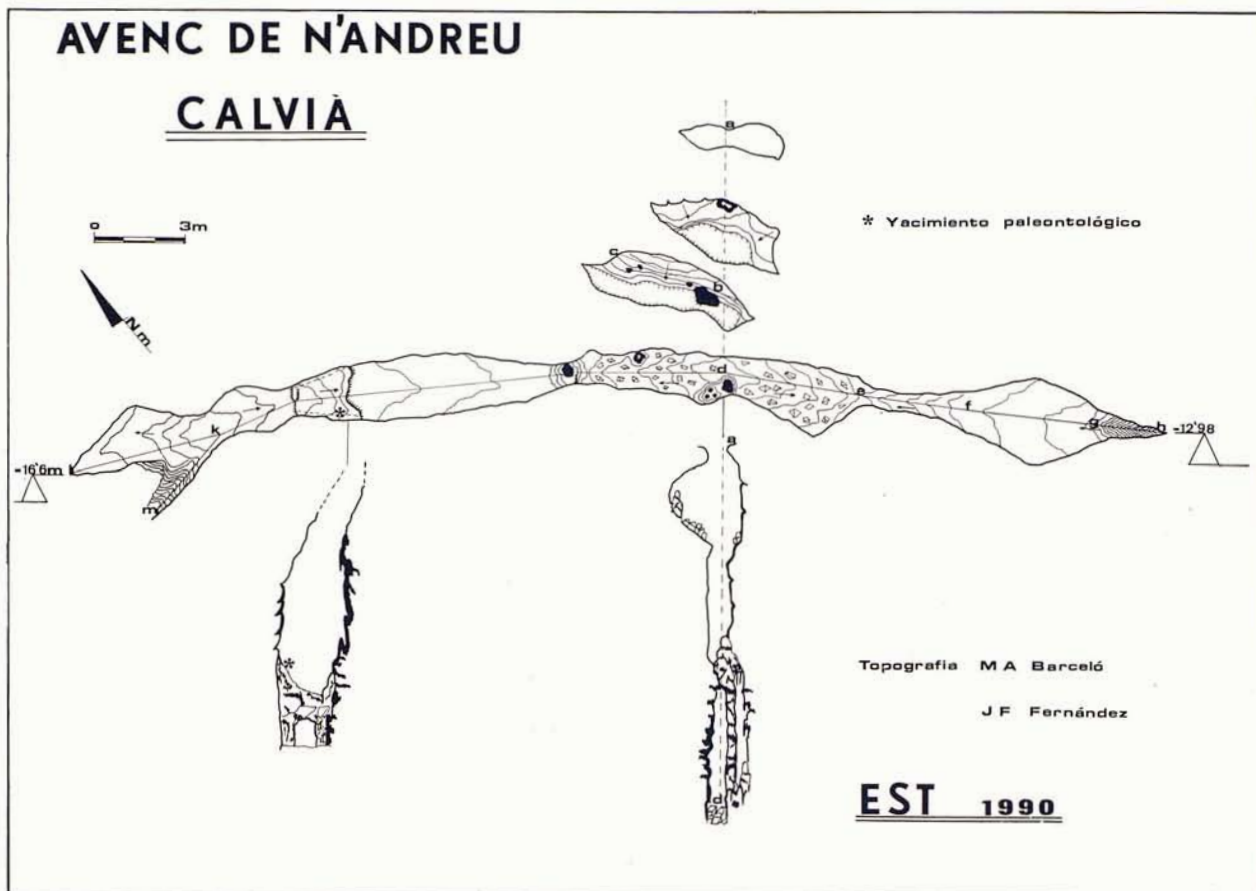 AVENC DE N'ANDREU
CALVIÀ
a
0 3m
* Yacimiento paleontológico
c
b
Nm
d
j
e
f
*
k
g
h
-12'98
a
-16'6m
l
m
*
Topografia M A Barceló
J F Fernández
d
EST 1990